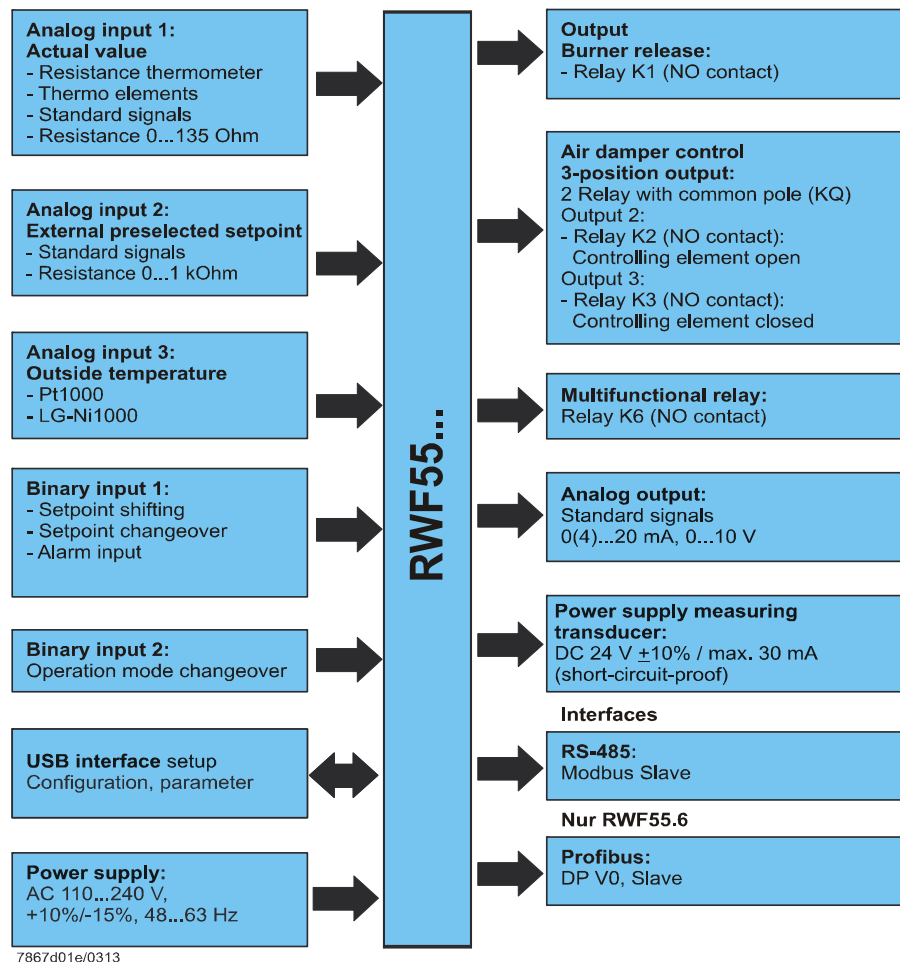 Analog input 1:
Actual value
- Resistance thermometer
- Thermo elements
- Standard signals
- Resistance 0...135 Ohm
Analog input 2:
External preselected setpoint
- Standard signals
- Resistance 0...1 kOhm
Analog input 3:
Outside temperature
- Pt1000
- LG-Ni1000
Binary input 1:
- Setpoint shifting
- Setpoint changeover
- Alarm input
Binary input 2:
Operation mode changeover
USB interface setup
Configuration, parameter
Power supply:
AC 110...240 V,
+10%/-15%, 48...63 Hz
RWF55...
Output
Burner release:
- Relay K1 (NO contact)
Air damper control
3-position output:
2 Relay with common pole (KQ)
Output 2:
- Relay K2 (NO contact):
Controlling element open
Output 3:
- Relay K3 (NO contact):
Controlling element closed
Multifunctional relay:
Relay K6 (NO contact)
Analog output:
Standard signals
0(4)...20 mA, 0...10 V
Power supply measuring
transducer:
DC 24 V ±10% / max. 30 mA
(short-circuit-proof)
Interfaces
RS-485:
Modbus Slave
Nur RWF55.6
Profibus:
DP V0, Slave
7867d01e/0313